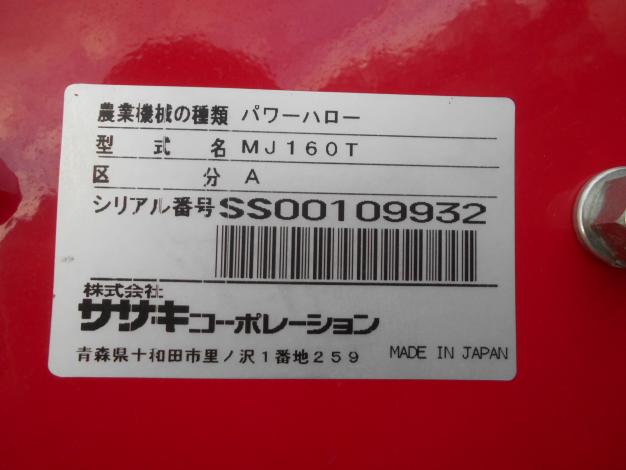 農業機械の種類 パワーハロー
型式名 MJ160T
区分 A
シリアル番号 SS00109932
株式会社
ササキコーポレーション
青森県十和田市里ノ沢1番地259 MADE IN JAPAN